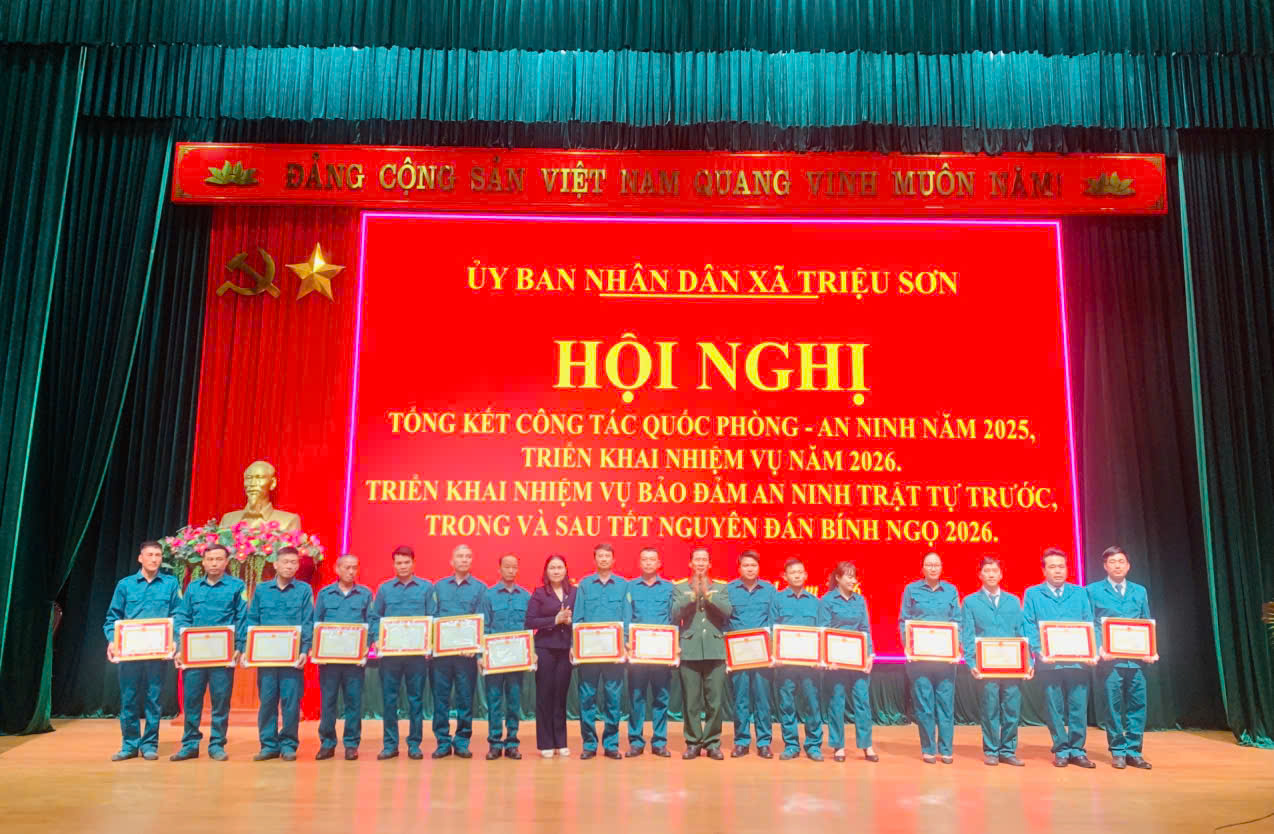 ĐẢNG CỘNG SẢN VIỆT NAM QUANG VINH MUÔN NĂM!
ỦY BAN NHÂN DÂN XÃ TRIỆU SƠN
HỘI NGHỊ
TỔNG KẾT CÔNG TÁC QUỐC PHÒNG - AN NINH NĂM 2025,
TRIỂN KHAI NHIỆM VỤ NĂM 2026.
TRIỂN KHAI NHIỆM VỤ BẢO ĐẢM AN NINH TRẬT TỰ TRƯỚC,
TRONG VÀ SAU TẾT NGUYÊN ĐÁN BÍNH NGỌ 2026.